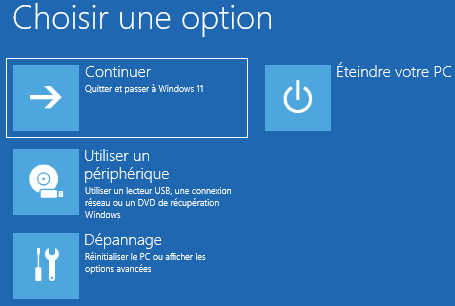 Choisir une option
Continuer
Quitter et passer à Windows 11
Éteindre votre PC
Utiliser un
périphérique
Utiliser un lecteur USB, une connexion
réseau ou un DVD de récupération
Windows
Dépannage
Réinitialiser le PC ou afficher les
options avancées